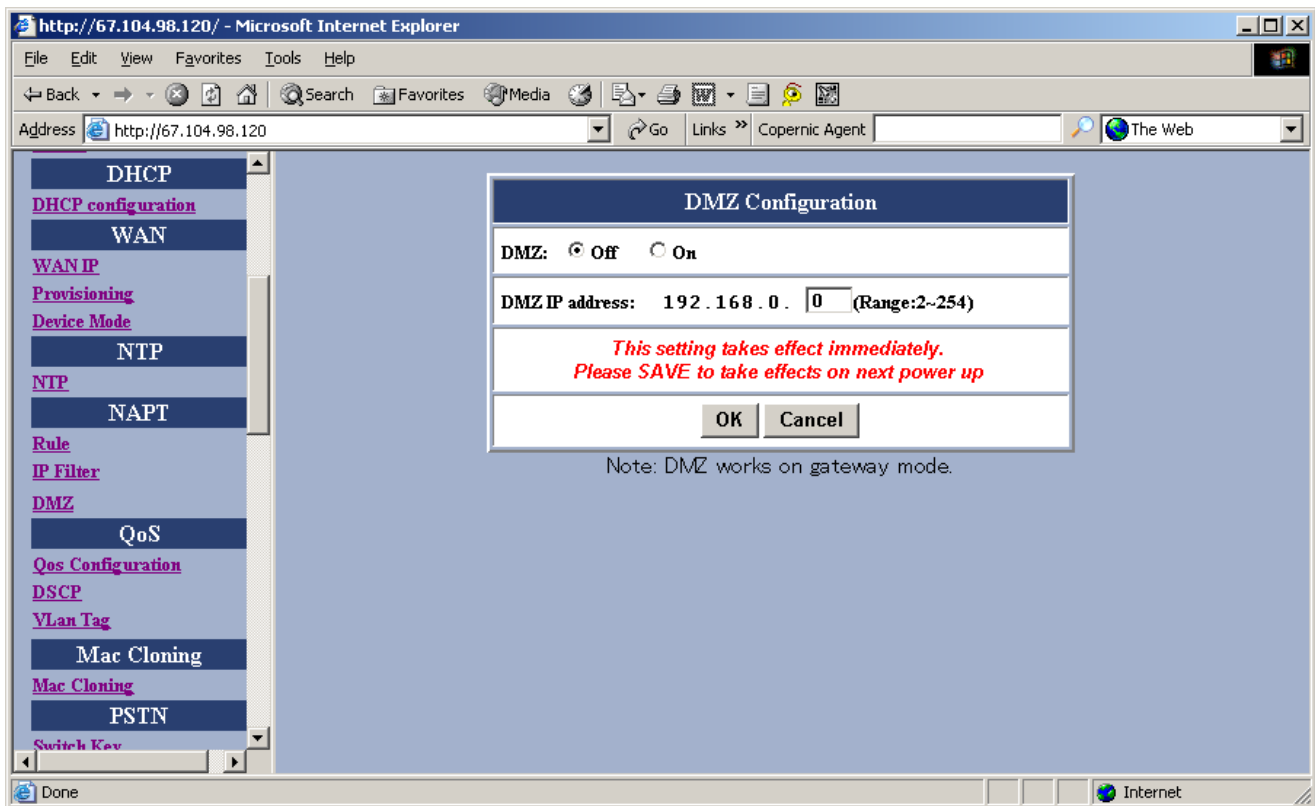 http://67.104.98.120/ - Microsoft Internet Explorer
File Edit View Favorites Tools Help
Back Search Favorites Media
Address http://67.104.98.120 Go Links » Copernic Agent The Web
DHCP
DHCP configuration
WAN
WAN IP
Provisioning
Device Mode
NTP
NTP
NAPT
Rule
IP Filter
DMZ
QoS
Qos Configuration
DSCP
VLan Tag
Mac Cloning
Mac Cloning
PSTN
Switch Key
DMZ Configuration
DMZ: Off On
DMZ IP address: 192.168.0. 0 (Range:2~254)
This setting takes effect immediately.
Please SAVE to take effects on next power up
OK Cancel
Note: DMZ works on gateway mode.
Done Internet